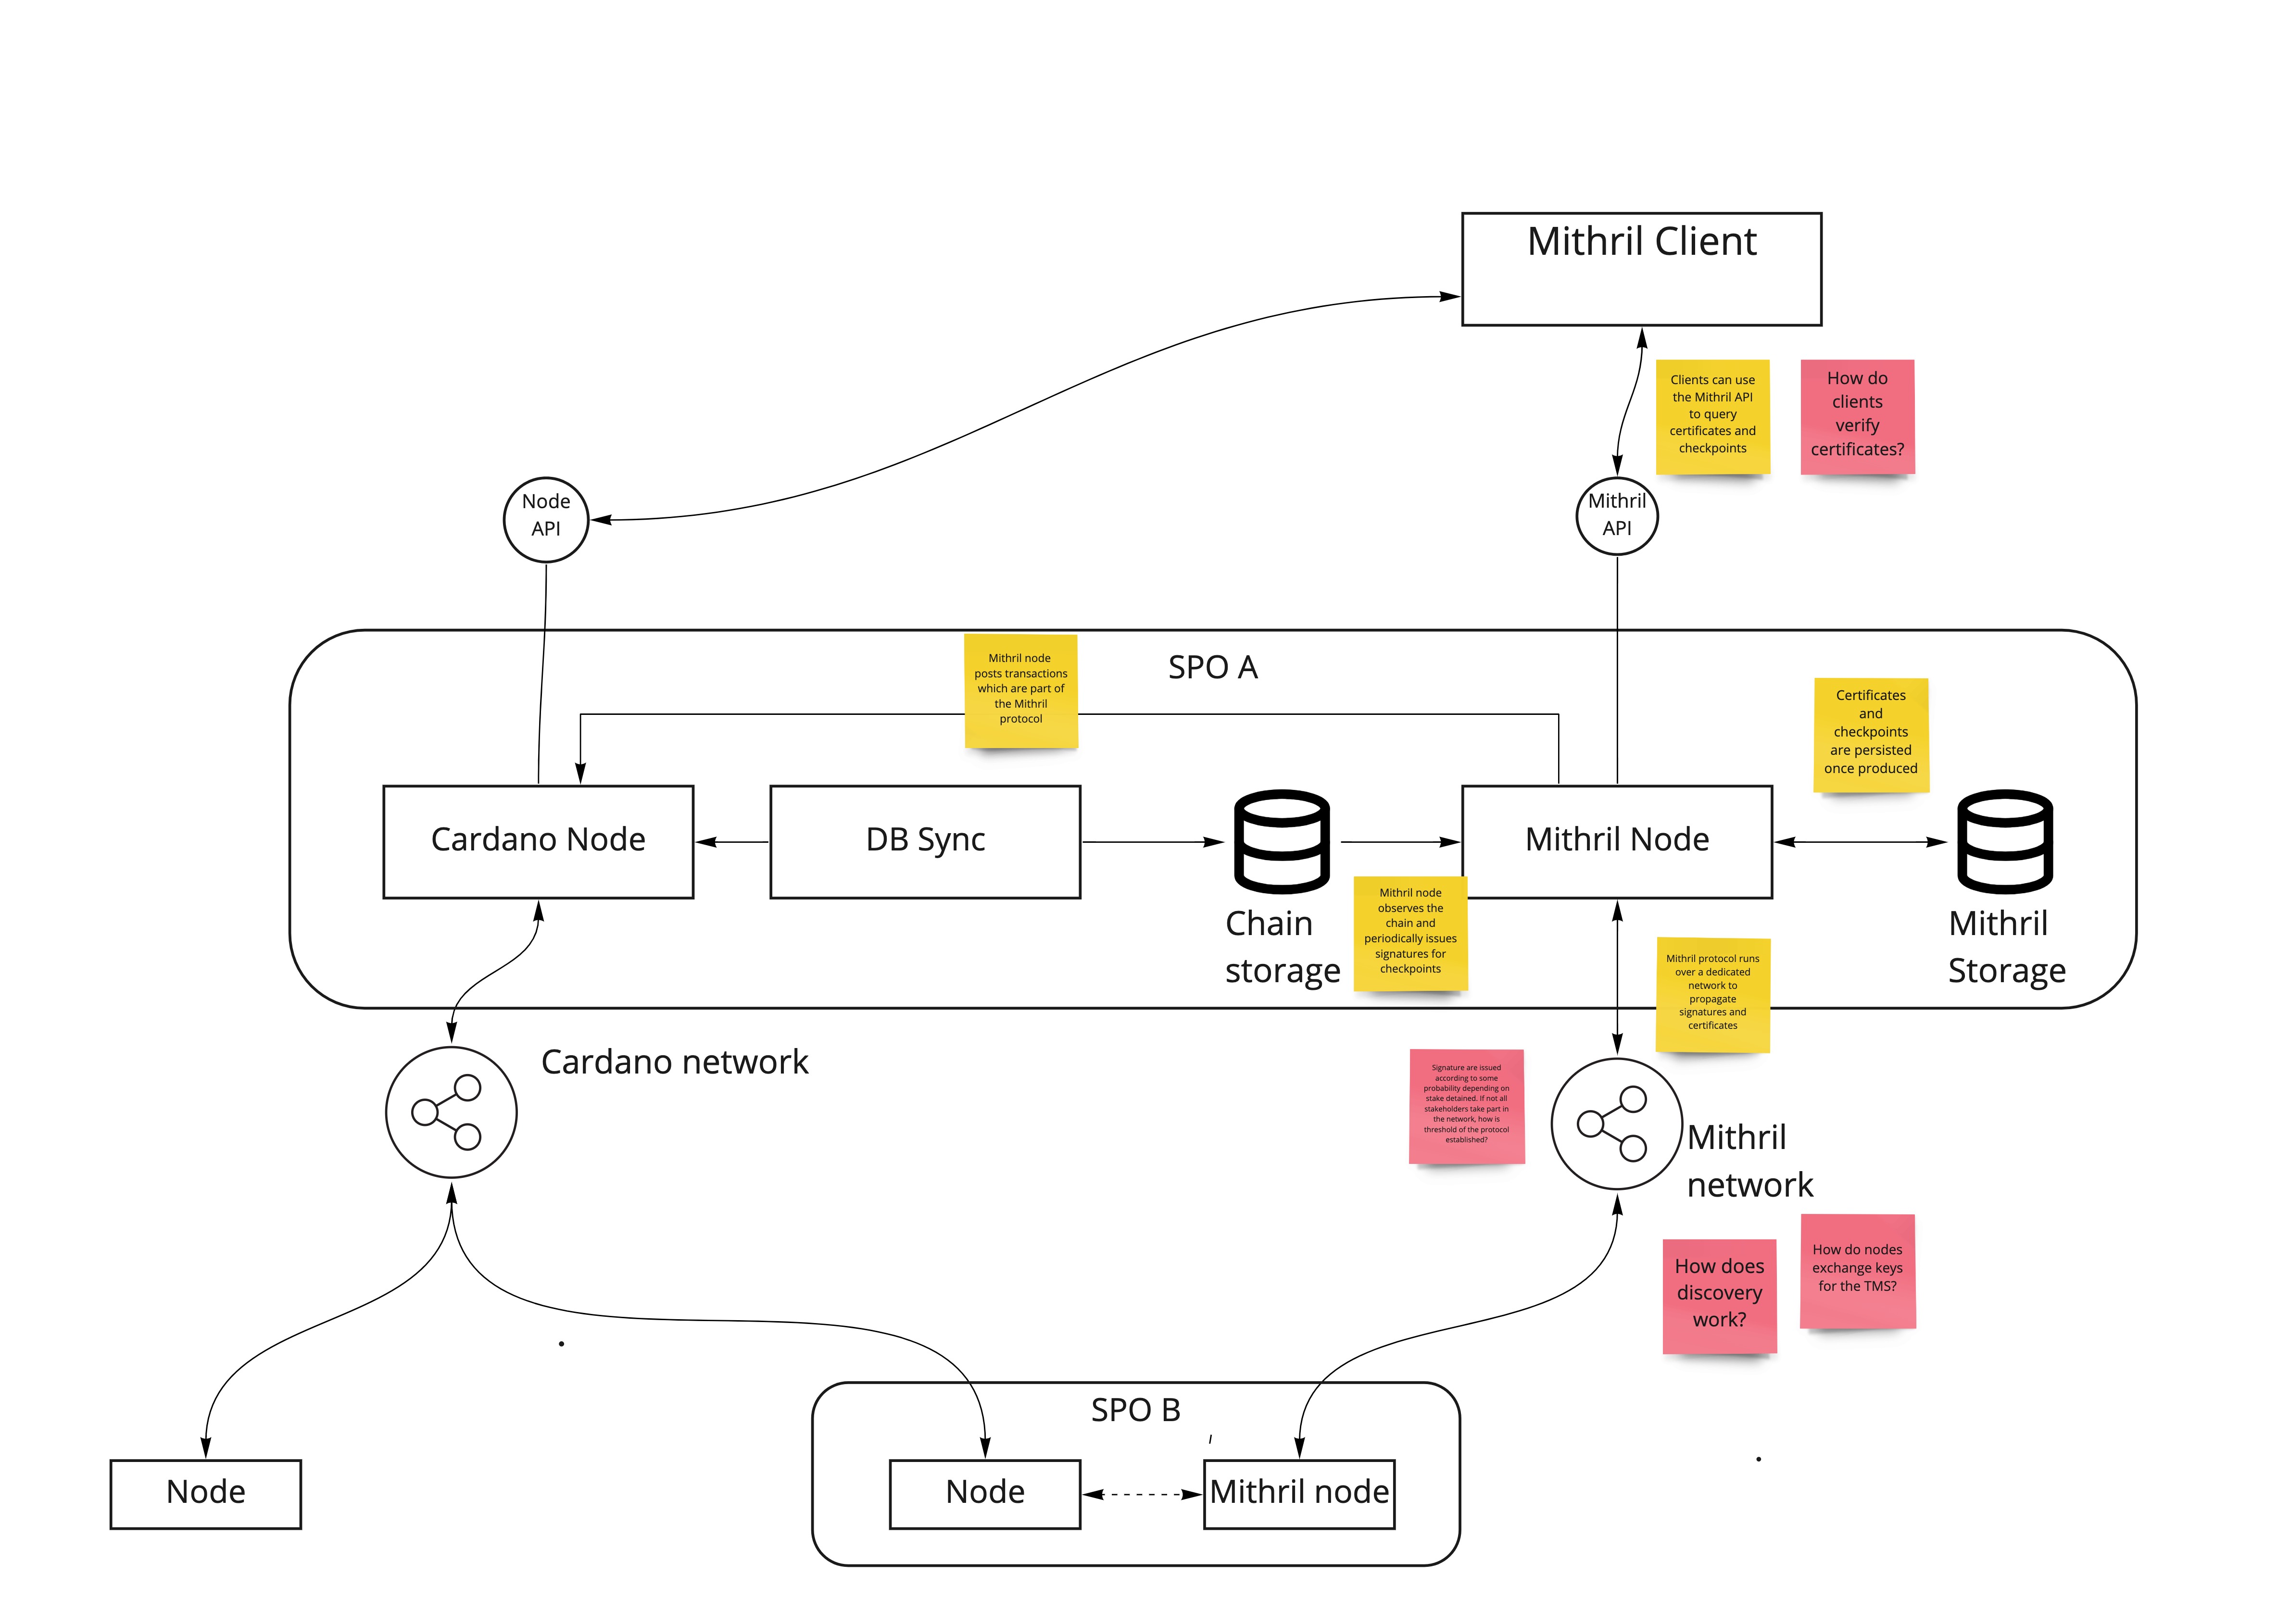 Mithril Client
Clients can use
the Mithril API
to query
certificates and
checkpoints
How do
clients
verify
certificates?
Node
API
Mithril
API
SPO A
Mithril node
posts transactions
which are part of
the Mithril
protocol
Certificates
and
checkpoints
are persisted
once produced
Cardano Node
DB Sync
Chain
storage
Mithril Node
Mithril
Storage
Mithril node
observes the
chain and
periodically issues
signatures for
checkpoints
Mithril protocol runs
over a dedicated
network to
propagate
signatures and
certificates
Cardano network
Signature are issued
according to some
probability depending on
stake detained. If not all
stakeholders take part in
the network, how is
threshold of the protocol
established?
Mithril
network
How does
discovery
work?
How do nodes
exchange keys
for the TMS?
SPO B
Node
Node
Mithril node